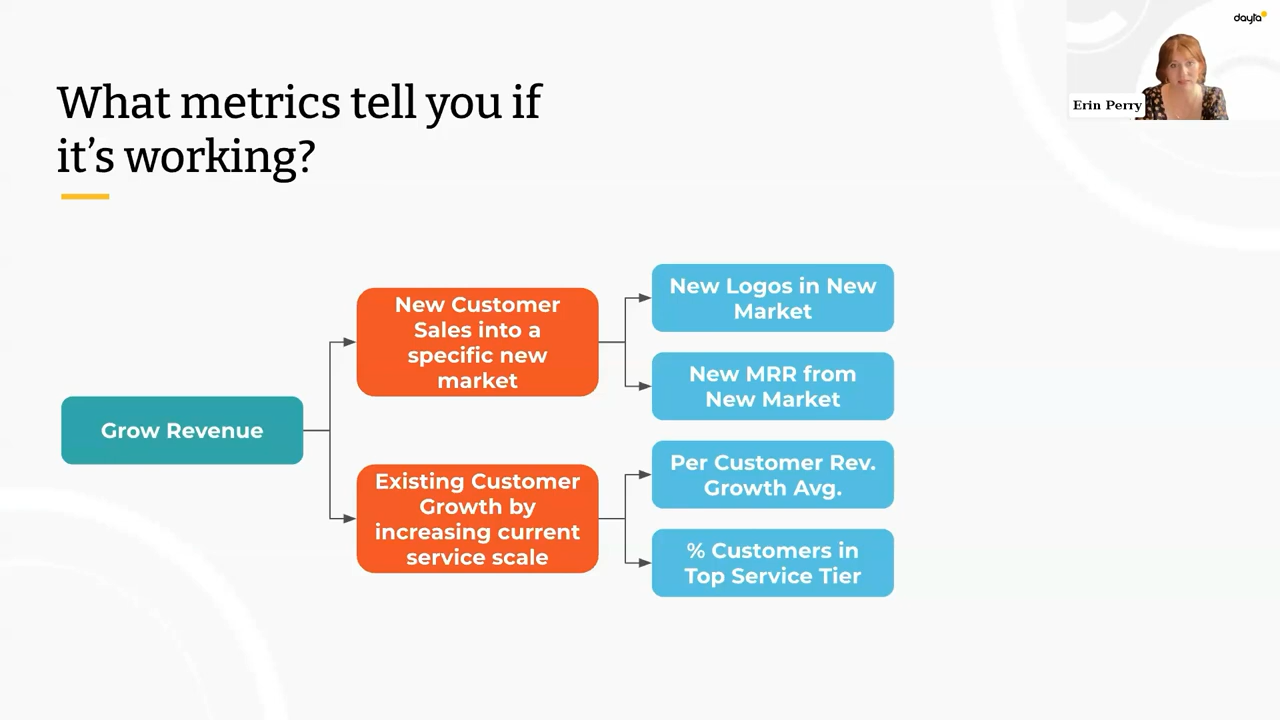 dayta
Erin Perry
What metrics tell you if
it’s working?
Grow Revenue
New Customer
Sales into a
specific new
market
Existing Customer
Growth by
increasing current
service scale
New Logos in New
Market
New MRR from
New Market
Per Customer Rev.
Growth Avg.
% Customers in
Top Service Tier